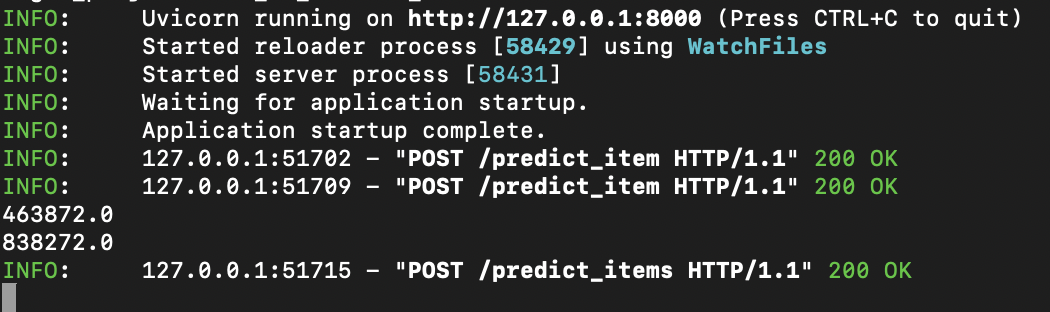 INFO: Uvicorn running on http://127.0.0.1:8000 (Press CTRL+C to quit)
INFO: Started reloader process [58429] using WatchFiles
INFO: Started server process [58431]
INFO: Waiting for application startup.
INFO: Application startup complete.
INFO: 127.0.0.1:51702 - "POST /predict_item HTTP/1.1" 200 OK
INFO: 127.0.0.1:51709 - "POST /predict_item HTTP/1.1" 200 OK
463872.0
838272.0
INFO: 127.0.0.1:51715 - "POST /predict_items HTTP/1.1" 200 OK